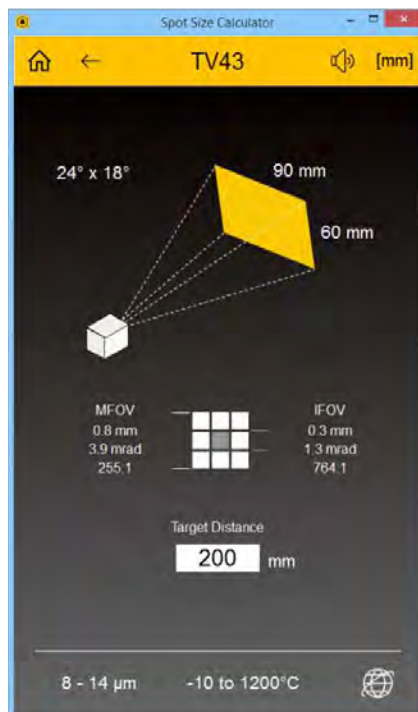 Spot Size Calculator
TV43
[mm]
24° x 18°
90 mm
60 mm
MFOV
0.8 mm
3.9 mrad
255:1
IFOV
0.3 mm
1.3 mrad
764:1
Target Distance
200 mm
8 - 14 µm
-10 to 1200°C